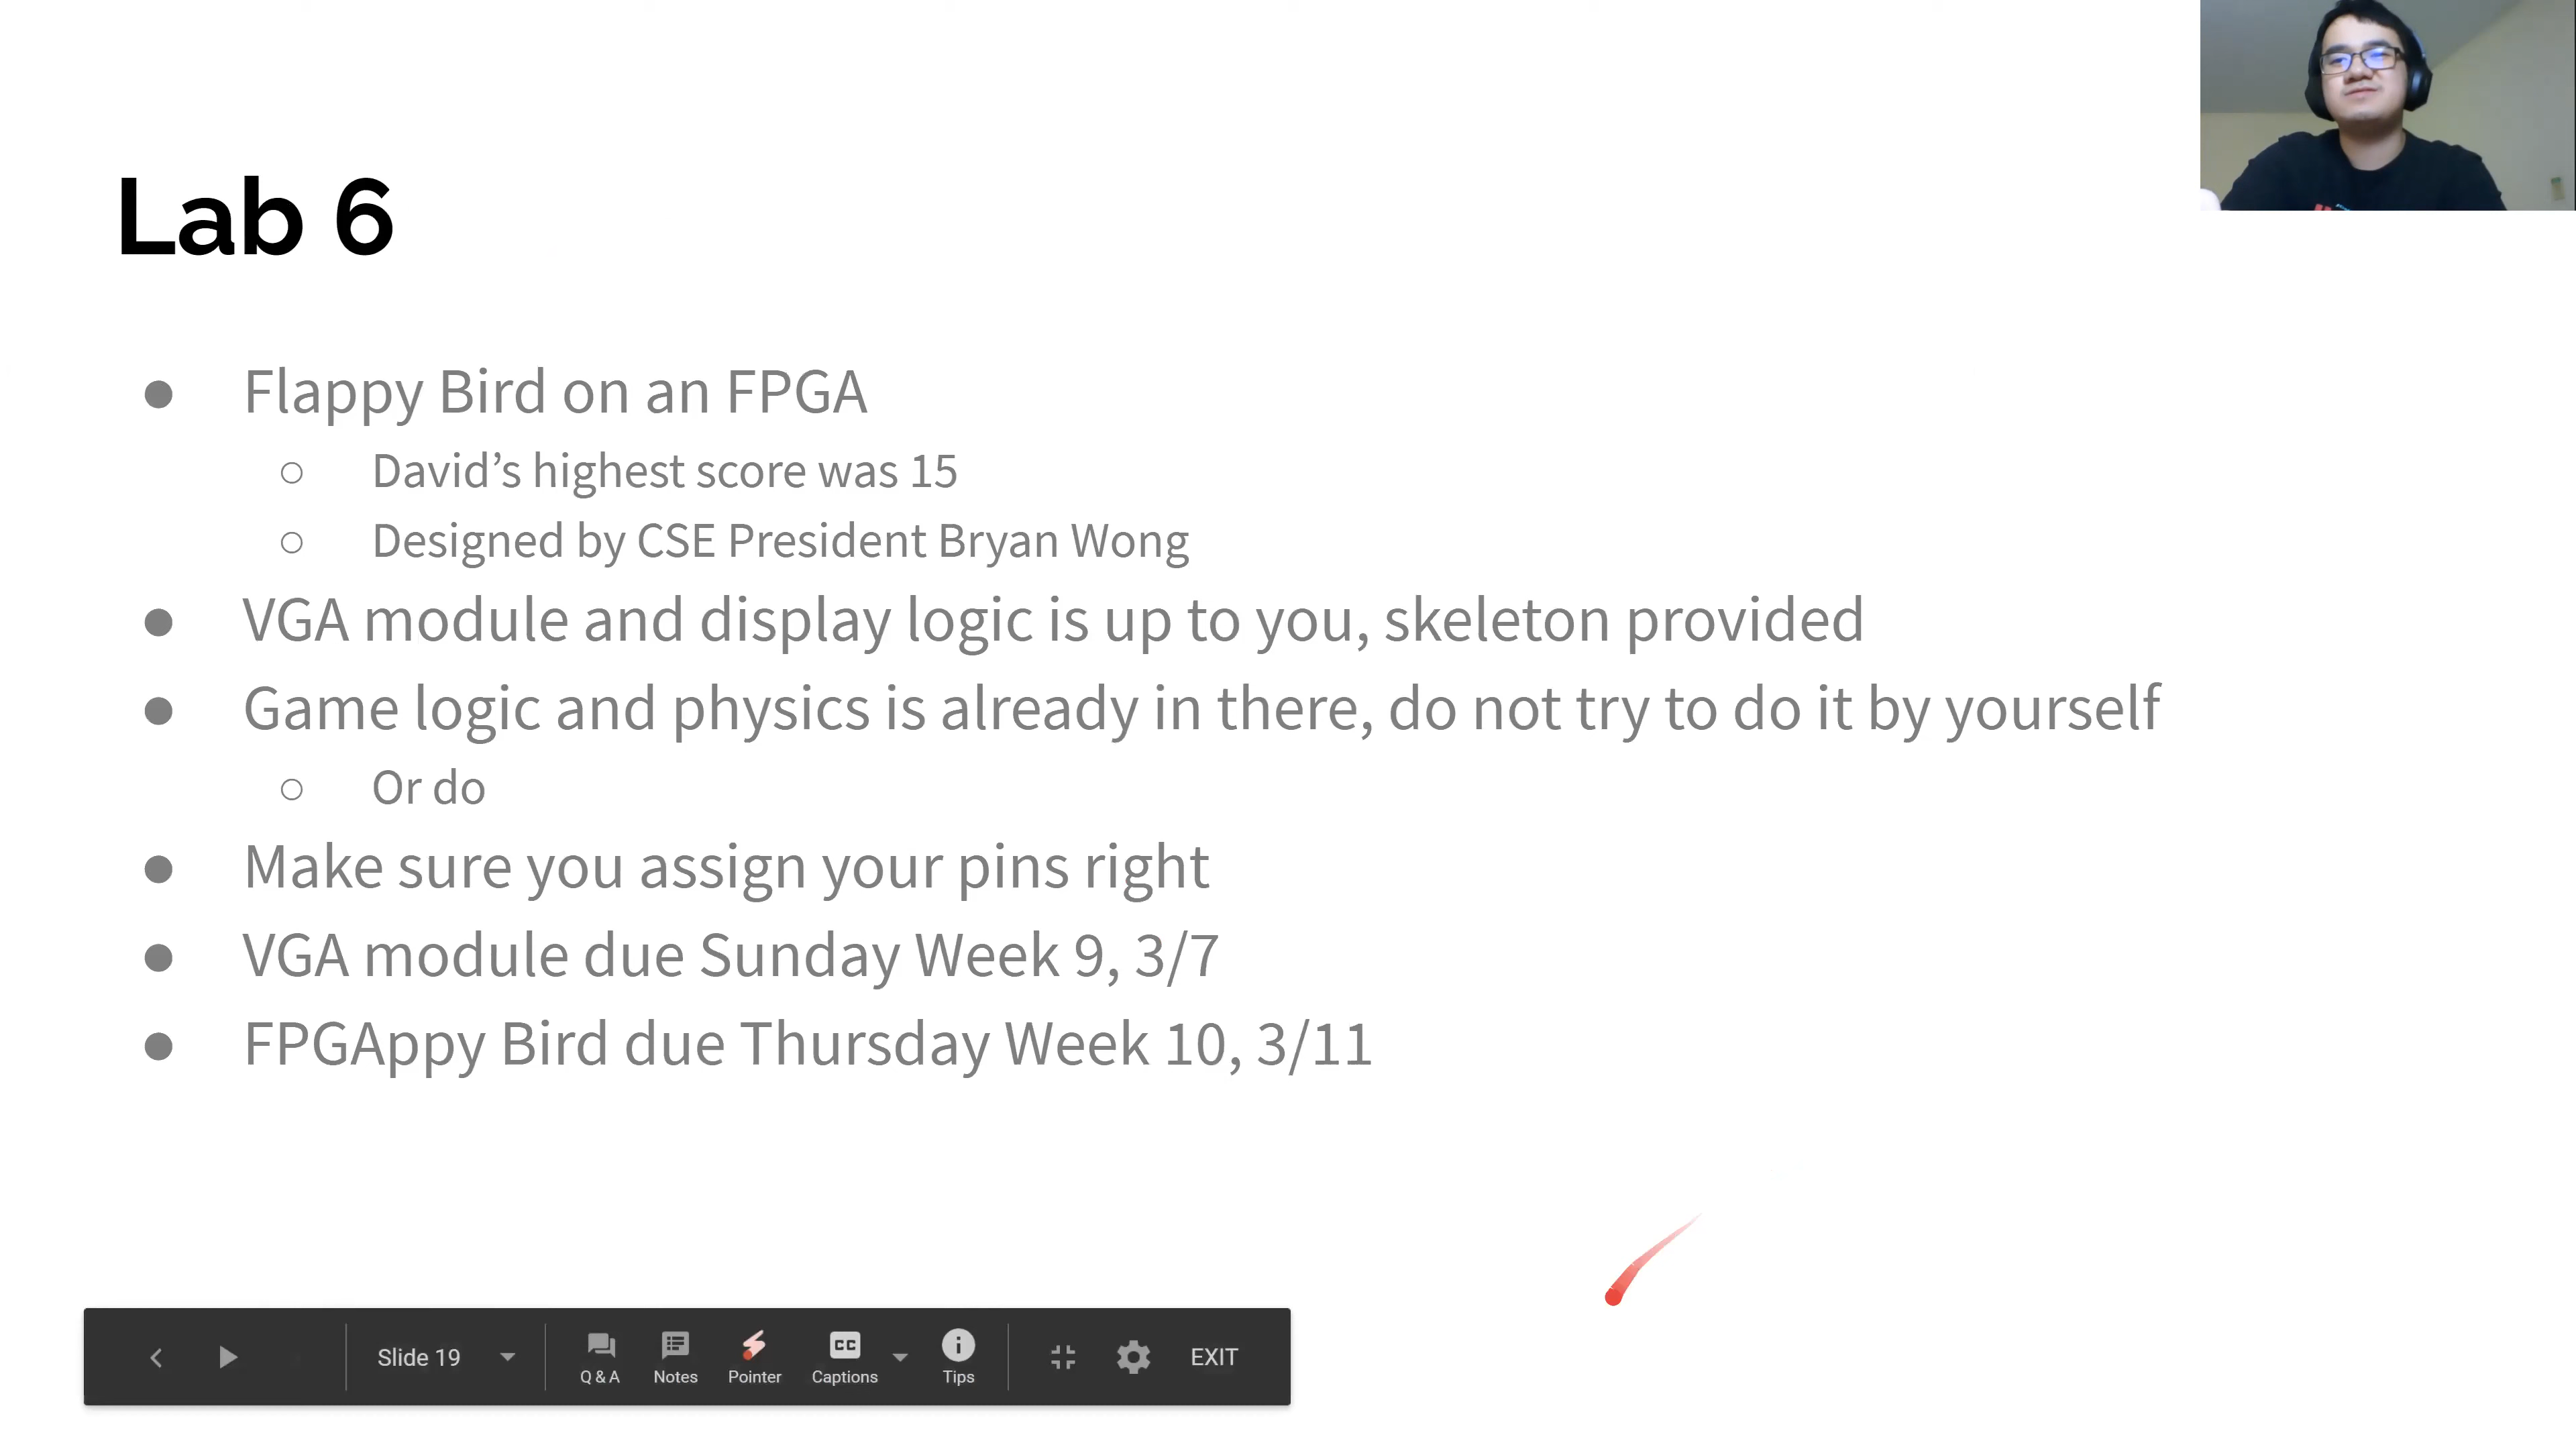 Lab 6
● Flappy Bird on an FPGA
○ David’s highest score was 15
○ Designed by CSE President Bryan Wong
● VGA module and display logic is up to you, skeleton provided
● Game logic and physics is already in there, do not try to do it by yourself
○ Or do
● Make sure you assign your pins right
● VGA module due Sunday Week 9, 3/7
● FPGAppy Bird due Thursday Week 10, 3/11
Slide 19
Q & A Notes Pointer CC Captions Tips EXIT